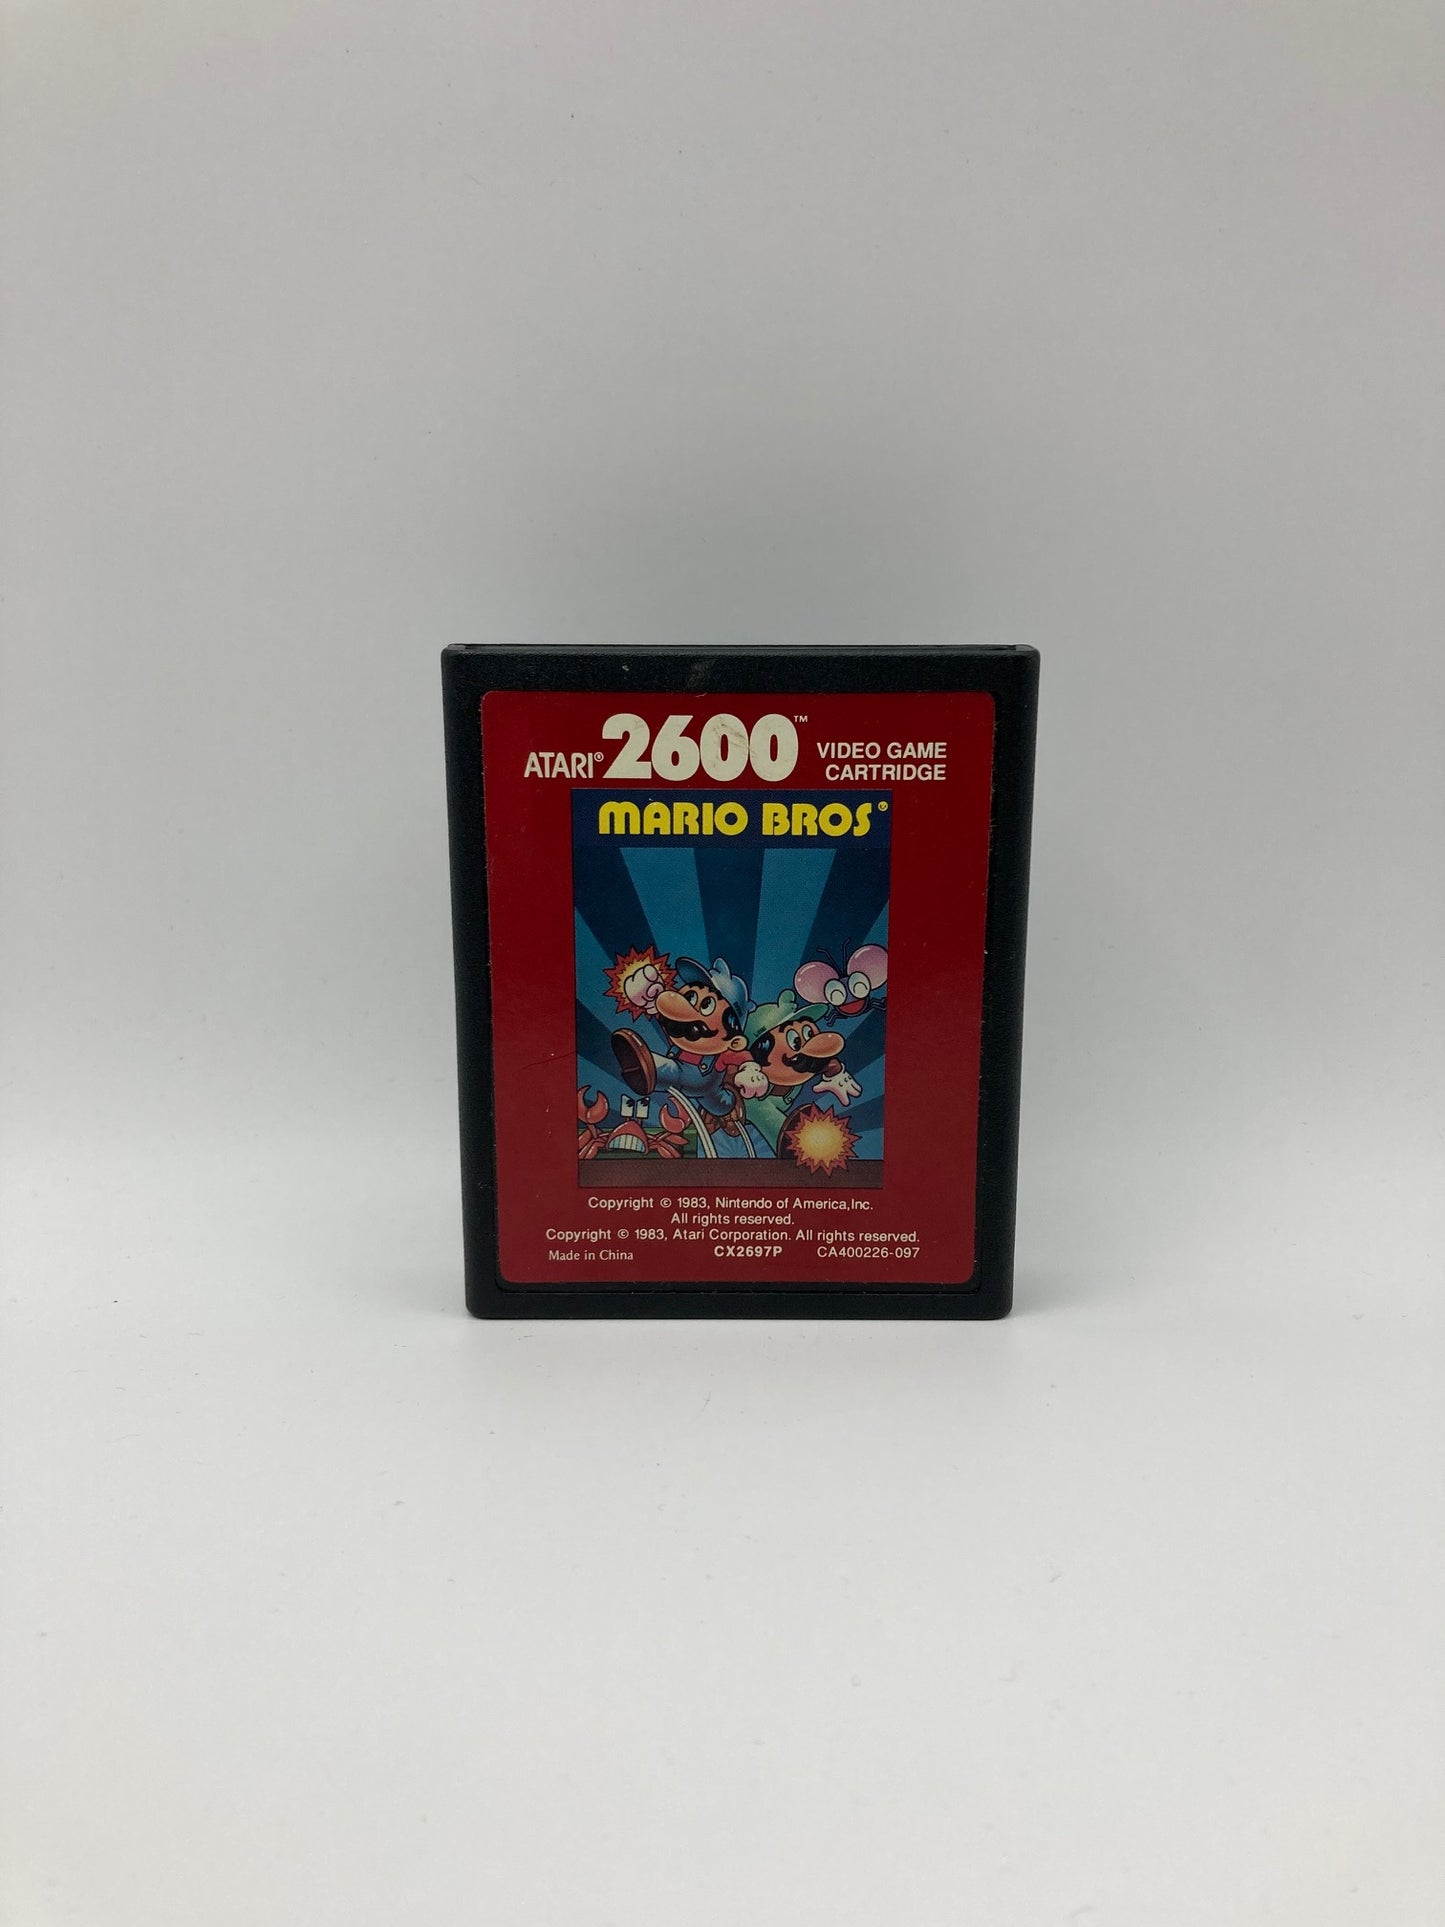 ATARI® 2600™ VIDEO GAME
CARTRIDGE
MARIO BROS®
Copyright © 1983, Nintendo of America,Inc.
All rights reserved.
Copyright © 1983, Atari Corporation. All rights reserved.
Made in China CX2697P CA400226-097